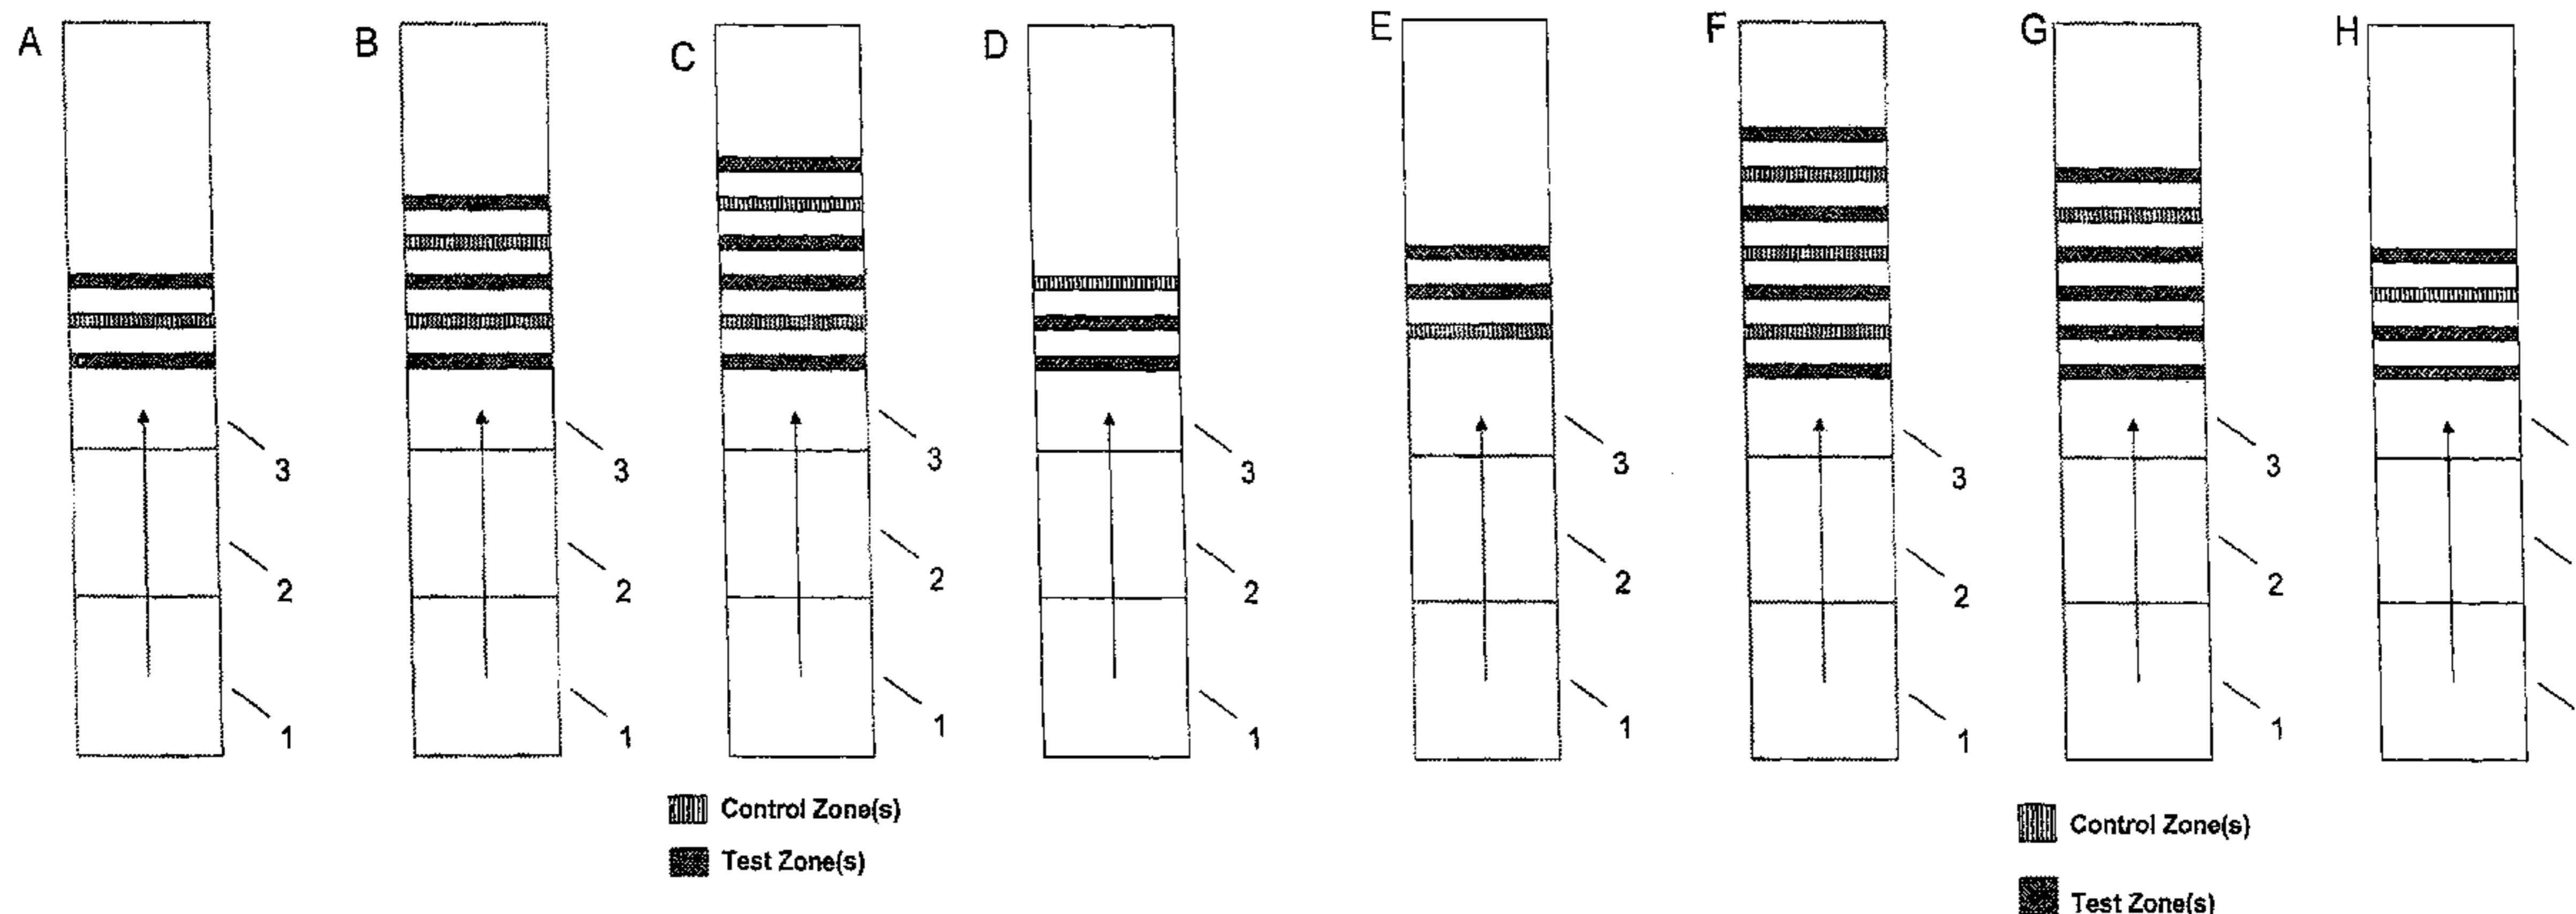 A B C D E F G H
3 3 3 3 3 3 3
2 2 2 2 2 2 2
1 1 1 1 1 1 1
Control Zone(s)
Test Zone(s)
Control Zone(s)
Test Zone(s)